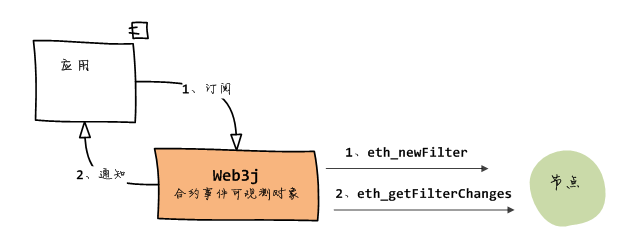 应用
1、订阅
2、通知
Web3j
合约事件可观测对象
1、eth_newFilter
2、eth_getFilterChanges
节点